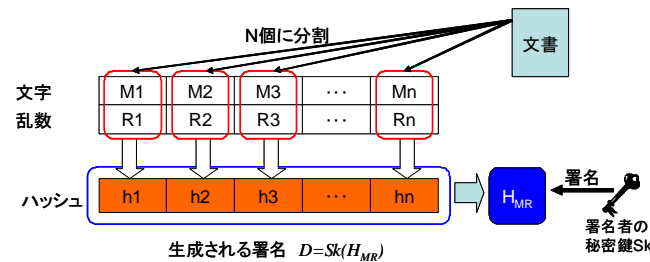 N個に分割
文書
文字 M1 M2 M3 ··· Mn
乱数 R1 R2 R3 ··· Rn
ハッシュ h1 h2 h3 ··· hn
HMR
署名
署名者の
秘密鍵Sk
生成される署名 D=Sk(HMR)